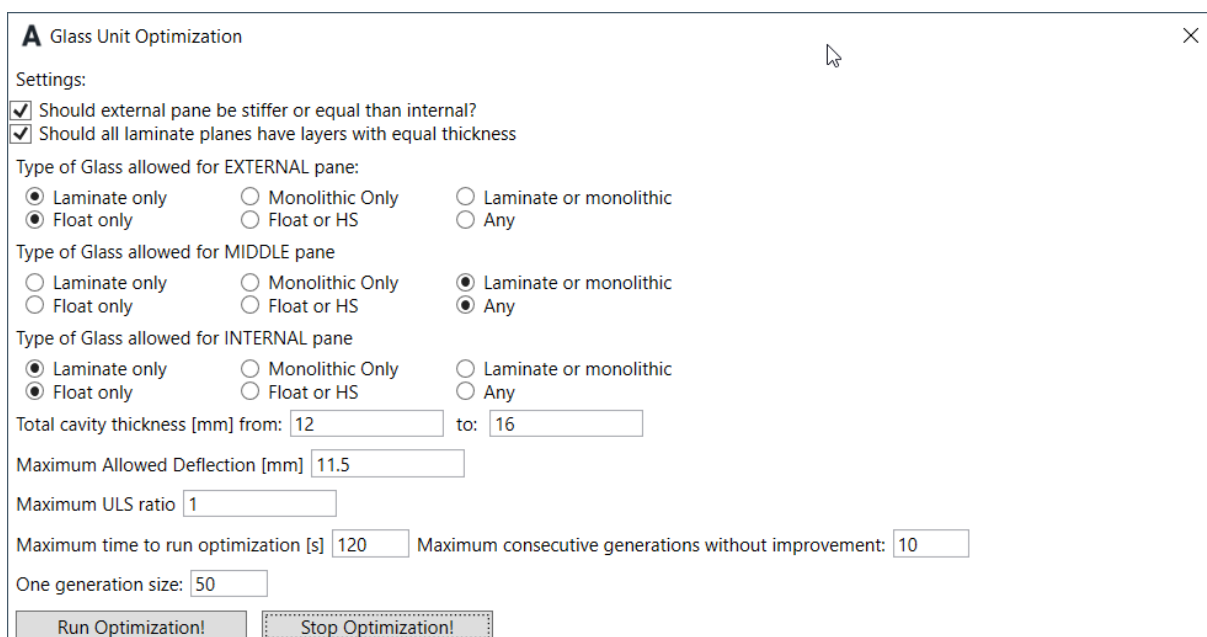 A Glass Unit Optimization
Settings:
Should external pane be stiffer or equal than internal?
Should all laminate planes have layers with equal thickness
Type of Glass allowed for EXTERNAL pane:
Laminate only Monolithic Only Laminate or monolithic
Float only Float or HS Any
Type of Glass allowed for MIDDLE pane
Laminate only Monolithic Only Laminate or monolithic
Float only Float or HS Any
Type of Glass allowed for INTERNAL pane
Laminate only Monolithic Only Laminate or monolithic
Float only Float or HS Any
Total cavity thickness [mm] from: 12 to: 16
Maximum Allowed Deflection [mm] 11.5
Maximum ULS ratio 1
Maximum time to run optimization [s] 120 Maximum consecutive generations without improvement: 10
One generation size: 50
Run Optimization! Stop Optimization!